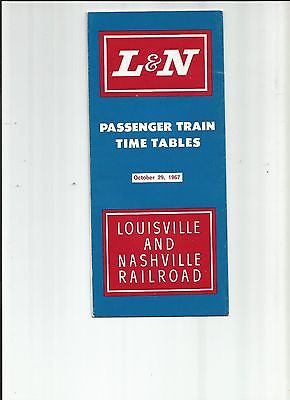 L&N
PASSENGER TRAIN
TIME TABLES
October 29, 1967
LOUISVILLE
AND
NASHVILLE
RAILROAD